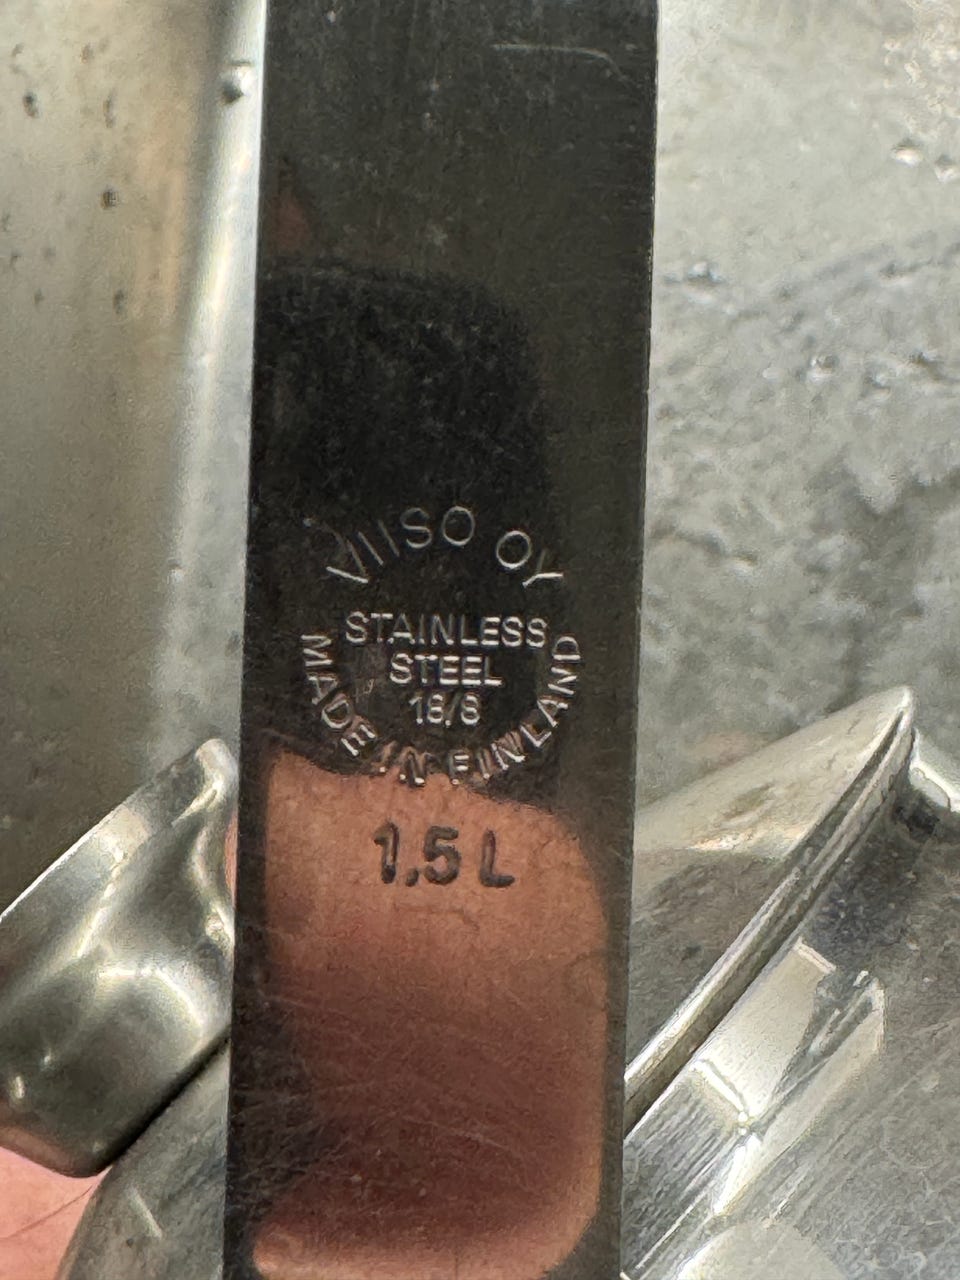 VIISO OY
STAINLESS
STEEL
18/8
MADE IN FINLAND
1,5 L